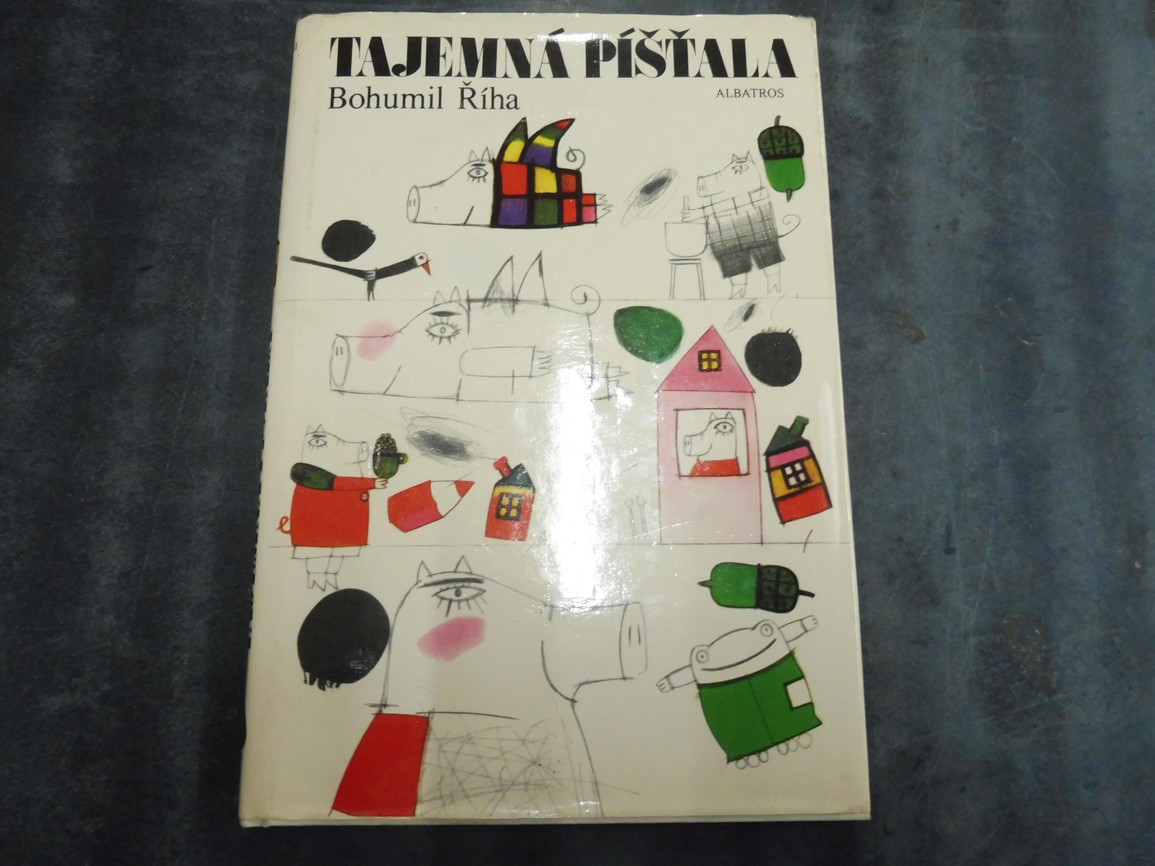 TAJEMNÁ PÍŠŤALA
Bohumil Říha
ALBATROS